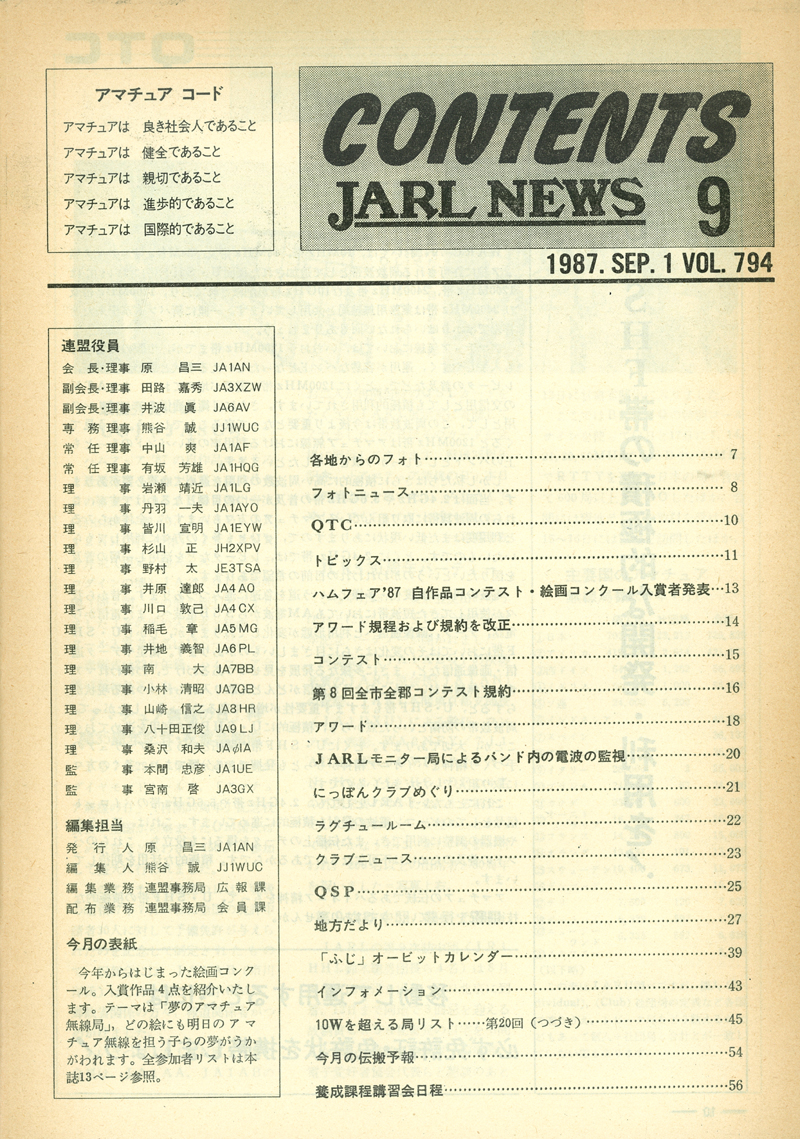 アマチュア コード
アマチュアは 良き社会人であること
アマチュアは 健全であること
アマチュアは 親切であること
アマチュアは 進歩的であること
アマチュアは 国際的であること
CONTENTS
JARL NEWS 9
1987. SEP. 1 VOL. 794
連盟役員
会長・理事 原 昌三 JA1AN
副会長・理事 田路 嘉秀 JA3XZW
副会長・理事 井波 眞 JA6AV
専務理事 熊谷 誠 JJ1WUC
常任理事 中山 爽 JA1AF
常任理事 有坂 芳雄 JA1HQG
理事 岩瀬 靖近 JA1LG
理事 丹羽 一夫 JA1AYO
理事 皆川 宣明 JA1EYW
理事 杉山 正 JH2XPV
理事 野村 太 JE3TSA
理事 井原 達郎 JA4AO
理事 川口 敦己 JA4CX
理事 稲毛 章 JA5MG
理事 井地 義智 JA6PL
理事 南 大 JA7BB
理事 小林 清昭 JA7GB
理事 山崎 信之 JA8HR
理事 八十田正俊 JA9LJ
理事 桑沢 和夫 JAφIA
監事 本間 忠彦 JA1UE
監事 宮南 啓 JA3GX
編集担当
発行人 原 昌三 JA1AN
編集人 熊谷 誠 JJ1WUC
編集業務 連盟事務局 広報課
配布業務 連盟事務局 会員課
今月の表紙
今年からはじまった絵画コンク
ール。入賞作品4点を紹介いたし
ます。テーマは「夢のアマチュア
無線局」，どの絵にも明日のアマ
チュア無線を担う子らの夢がうか
がわれます。全参加者リストは本
誌13ページ参照。
各地からのフォト…… 7
フォトニュース…… 8
QTC……10
トピックス……11
ハムフェア'87 自作品コンテスト・絵画コンクール入賞者発表…13
アワード規程および規約を改正……14
コンテスト……15
第8回全市全郡コンテスト規約……16
アワード……18
JARLモニター局によるバンド内の電波の監視……20
にっぽんクラブめぐり……21
ラグチュールーム……22
クラブニュース……23
QSP……25
地方だより……27
「ふじ」オービットカレンダー……39
インフォメーション……43
10Wを超える局リスト……第20回（つづき）……45
今月の伝搬予報……54
養成課程講習会日程……56